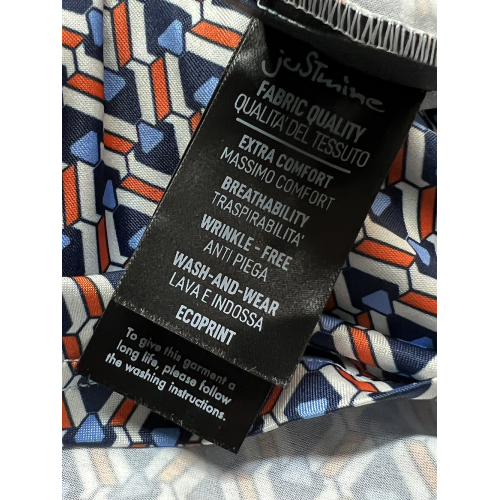 justmine
FABRIC QUALITY
QUALITA' DEL TESSUTO
EXTRA COMFORT
MASSIMO COMFORT
BREATHABILITY
TRASPIRABILITA'
WRINKLE - FREE
ANTI PIEGA
WASH-AND-WEAR
LAVA E INDOSSA
ECOPRINT
To give this garment a
long life, please follow
the washing instructions.